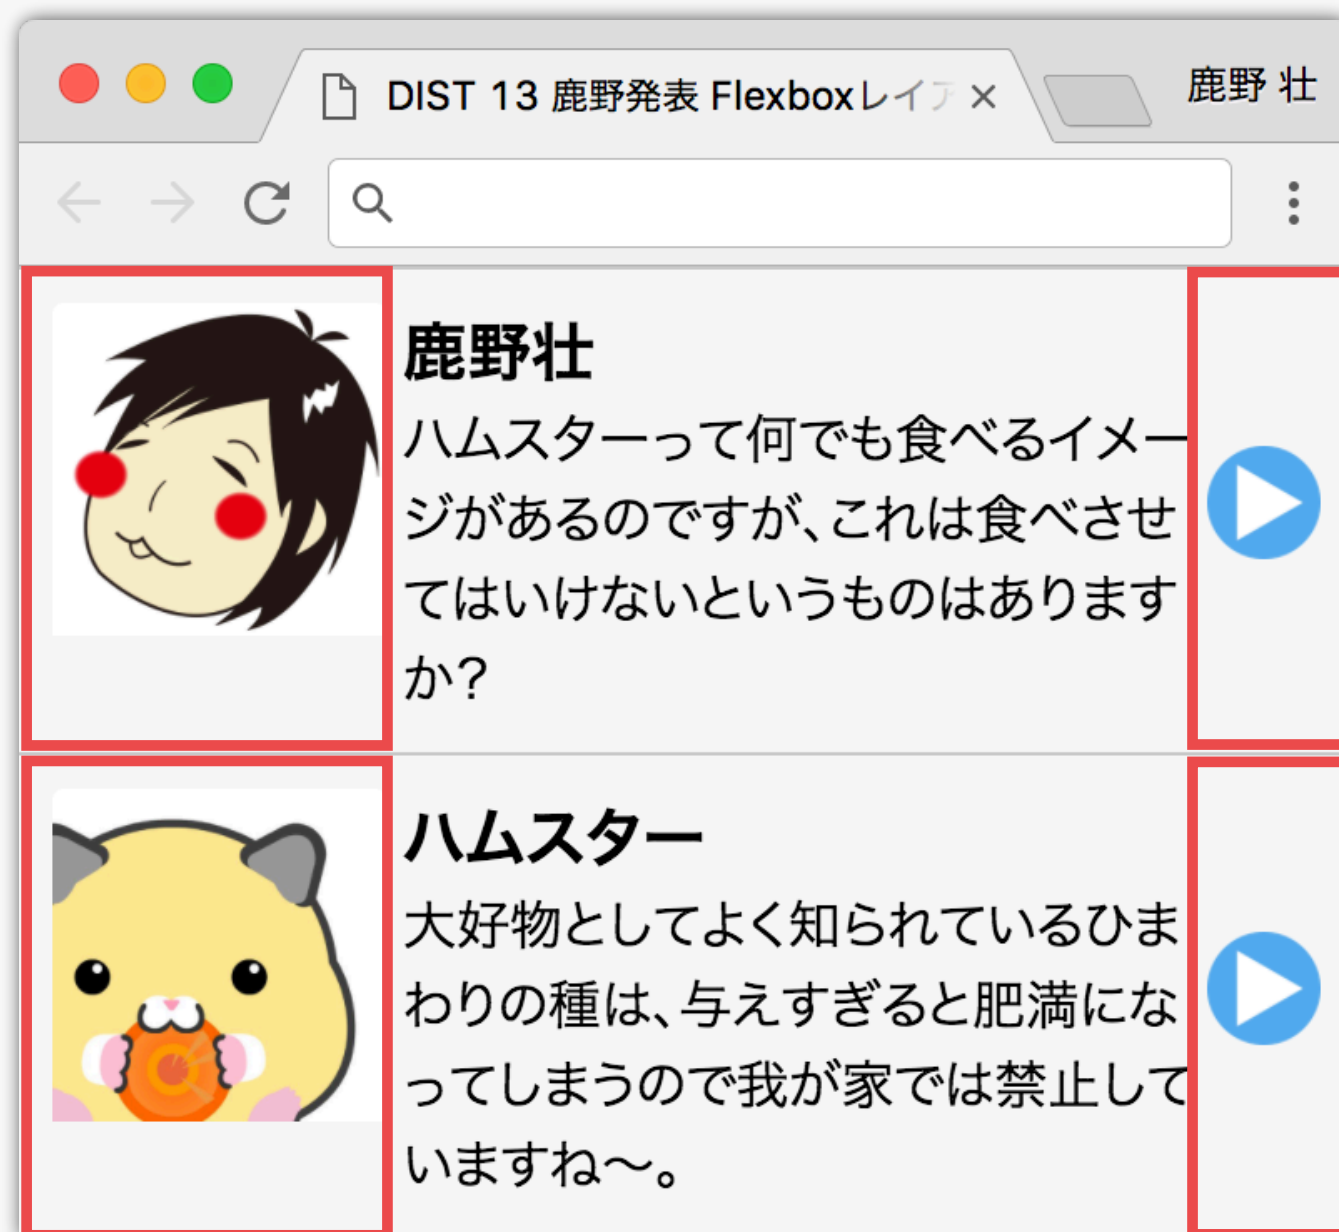 DIST 13 鹿野発表 Flexboxレイア
鹿野 壮
鹿野壮
ハムスターって何でも食べるイメー
ジがあるのですが、これは食べさせ
てはいけないというものはあります
か?
ハムスター
大好物としてよく知られているひま
わりの種は、与えすぎると肥満にな
ってしまうので我が家では禁止して
いますね〜。